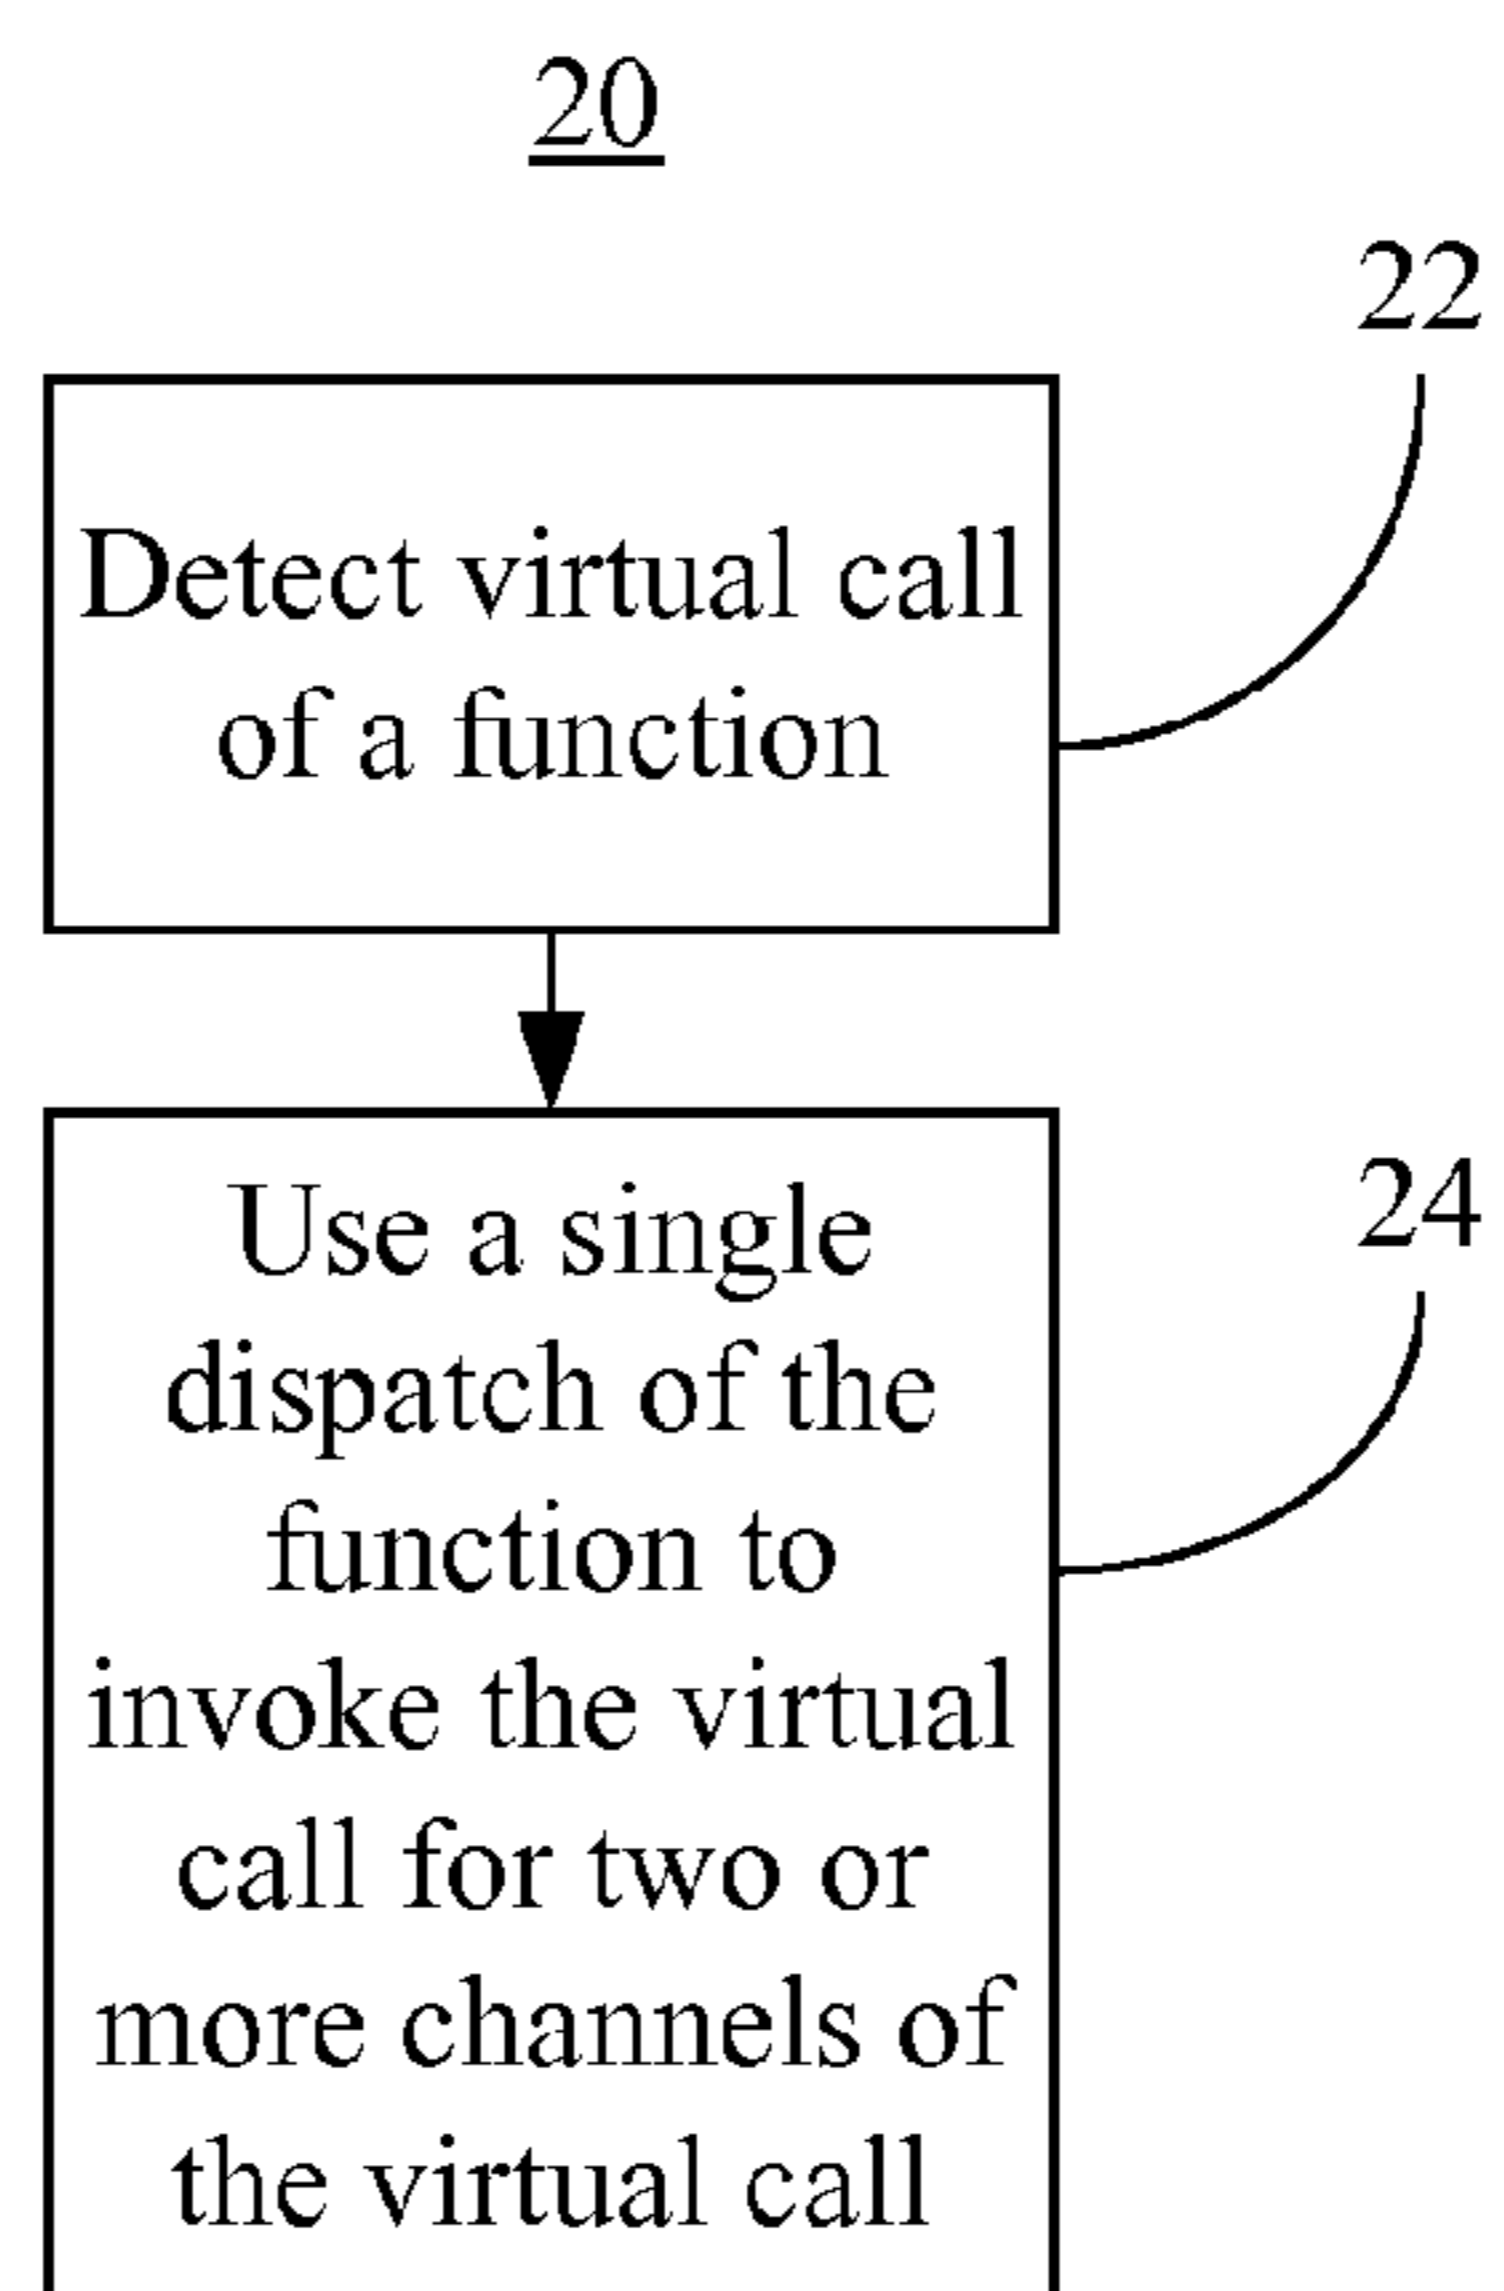 20
22
Detect virtual call
of a function
24
Use a single
dispatch of the
function to
invoke the virtual
call for two or
more channels of
the virtual call